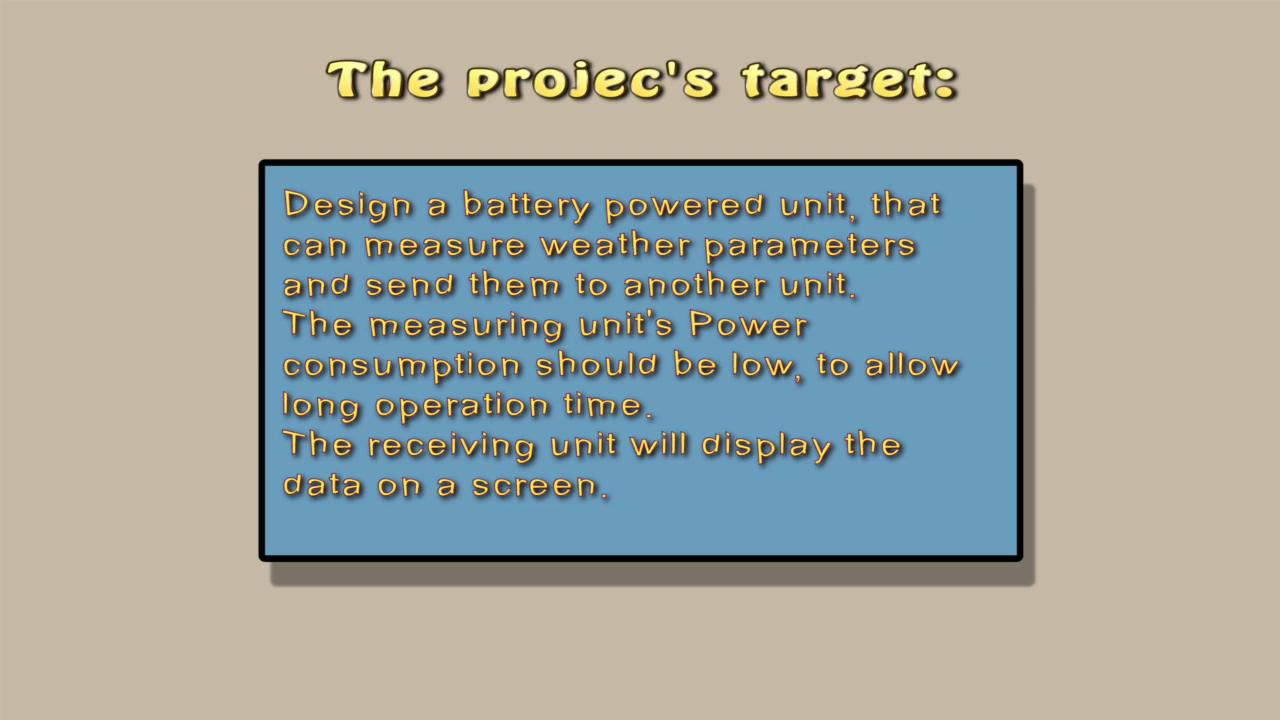 The projec's target:
Design a battery powered unit, that
can measure weather parameters
and send them to another unit.
The measuring unit's Power
consumption should be low, to allow
long operation time.
The receiving unit will display the
data on a screen.